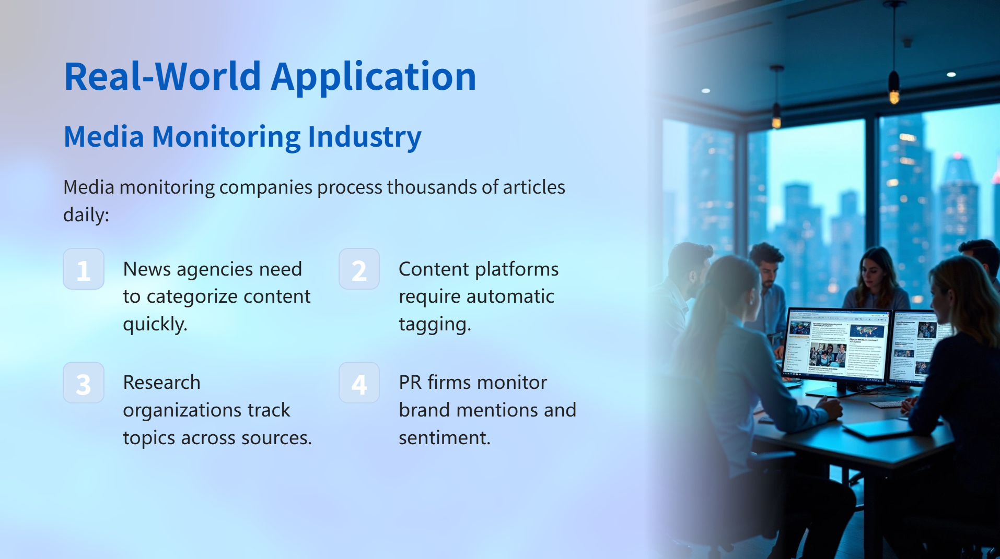 Real-World Application
Media Monitoring Industry
Media monitoring companies process thousands of articles
daily:
1
News agencies need
to categorize content
quickly.
2
Content platforms
require automatic
tagging.
3
Research
organizations track
topics across sources.
4
PR firms monitor
brand mentions and
sentiment.